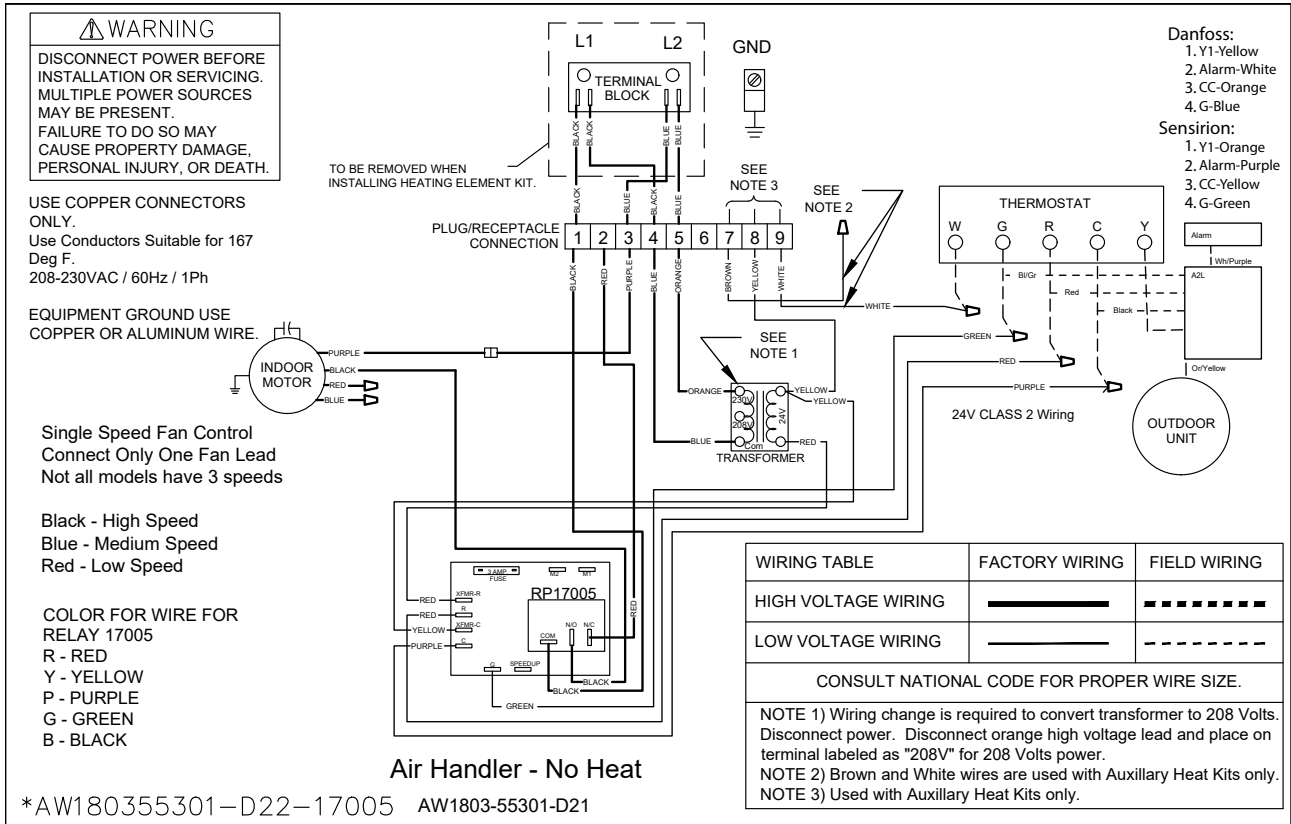 WARNING
DISCONNECT POWER BEFORE
INSTALLATION OR SERVICING.
MULTIPLE POWER SOURCES
MAY BE PRESENT.
FAILURE TO DO SO MAY
CAUSE PROPERTY DAMAGE,
PERSONAL INJURY, OR DEATH.
USE COPPER CONNECTORS
ONLY.
Use Conductors Suitable for 167
Deg F.
208-230VAC / 60Hz / 1Ph
EQUIPMENT GROUND USE
COPPER OR ALUMINUM WIRE.
L1
L2
TERMINAL
BLOCK
GND
BLACK
BLACK
BLUE
BLUE
TO BE REMOVED WHEN
INSTALLING HEATING ELEMENT KIT.
BLACK
BLUE
BLACK
BLUE
SEE
NOTE 3
SEE
NOTE 2
PLUG/RECEPTACLE
CONNECTION
1 2 3 4 5 6 7 8 9
BLACK
RED
PURPLE
BLUE
ORANGE
BROWN
YELLOW
WHITE
Danfoss:
1. Y1-Yellow
2. Alarm-White
3. CC-Orange
4. G-Blue
Sensirion:
1. Y1-Orange
2. Alarm-Purple
3. CC-Yellow
4. G-Green
THERMOSTAT
W G R C Y
Alarm
Wh/Purple
A2L
Bl/Gr
Red
Black
Or/Yellow
OUTDOOR
UNIT
WHITE
GREEN
RED
PURPLE
24V CLASS 2 Wiring
INDOOR
MOTOR
PURPLE
BLACK
RED
BLUE
SEE
NOTE 1
ORANGE
BLUE
230V
208V
Com
24V
YELLOW
YELLOW
RED
TRANSFORMER
Single Speed Fan Control
Connect Only One Fan Lead
Not all models have 3 speeds
Black - High Speed
Blue - Medium Speed
Red - Low Speed
COLOR FOR WIRE FOR
RELAY 17005
R - RED
Y - YELLOW
P - PURPLE
G - GREEN
B - BLACK
3 AMP
FUSE
M2
M1
RP17005
RED
XFMR-R
RED
R
YELLOW
XFMR-C
PURPLE
C
COM
N/O
N/C
RED
G
SPEEDUP
BLACK
BLACK
GREEN
Air Handler - No Heat
*AW180355301-D22-17005
AW1803-55301-D21
WIRING TABLE
FACTORY WIRING
FIELD WIRING
HIGH VOLTAGE WIRING
LOW VOLTAGE WIRING
CONSULT NATIONAL CODE FOR PROPER WIRE SIZE.
NOTE 1) Wiring change is required to convert transformer to 208 Volts.
Disconnect power. Disconnect orange high voltage lead and place on
terminal labeled as "208V" for 208 Volts power.
NOTE 2) Brown and White wires are used with Auxillary Heat Kits only.
NOTE 3) Used with Auxillary Heat Kits only.